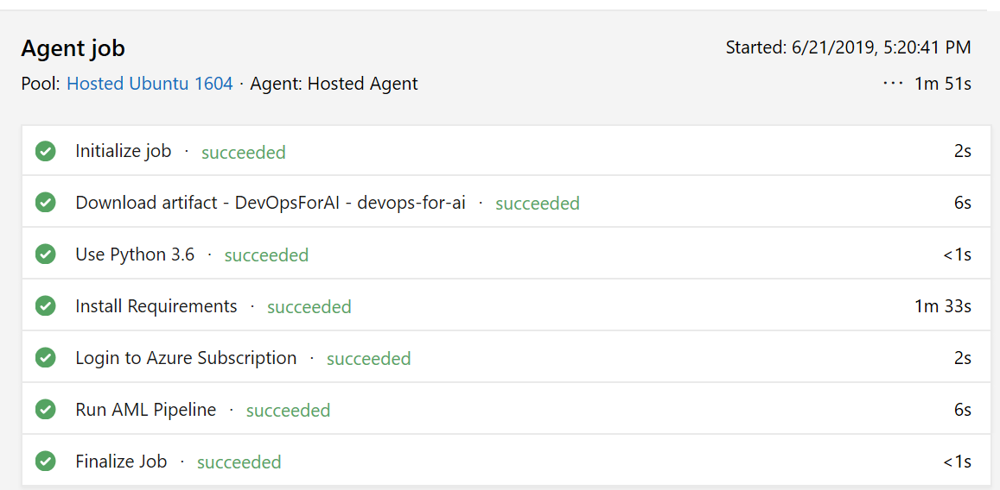 Agent job Started: 6/21/2019, 5:20:41 PM
Pool: Hosted Ubuntu 1604 · Agent: Hosted Agent ··· 1m 51s
Initialize job · succeeded 2s
Download artifact - DevOpsForAI - devops-for-ai · succeeded 6s
Use Python 3.6 · succeeded <1s
Install Requirements · succeeded 1m 33s
Login to Azure Subscription · succeeded 2s
Run AML Pipeline · succeeded 6s
Finalize Job · succeeded <1s